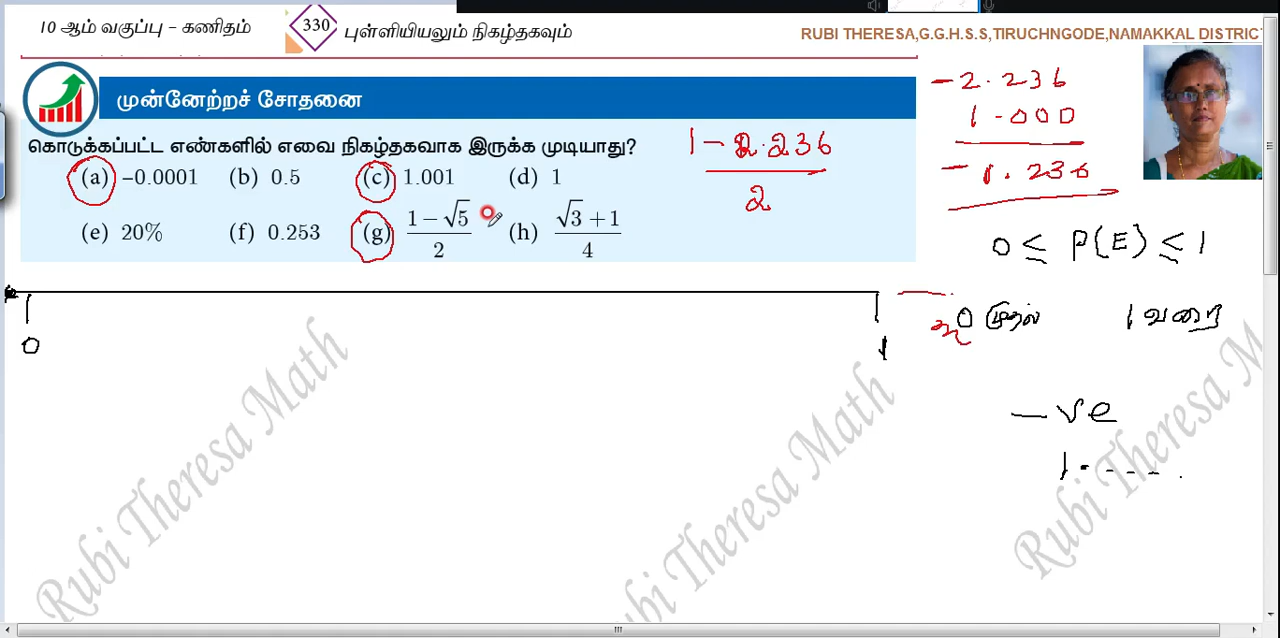 10 ஆம் வகுப்பு – கணிதம்
330
புள்ளியியலும் நிகழ்தகவும்
RUBI THERESA,G.G.H.S.S,TIRUCHNGODE,NAMAKKAL DISTRICT
முன்னேற்றச் சோதனை
கொடுக்கப்பட்ட எண்களில் எவை நிகழ்தகவாக இருக்க முடியாது?
(a) −0.0001 (b) 0.5 (c) 1.001 (d) 1
(e) 20% (f) 0.253 (g) (1 − √5)/2 (h) (√3 + 1)/4
1 − 2.236
2
− 2.236
1.000
− 1.236
0 ≤ P(E) ≤ 1
0 முதல் 1 வரை
− ve
1. - - - .
0 1
Rubi Theresa Math
Rubi Theresa Math
Rubi Theresa M